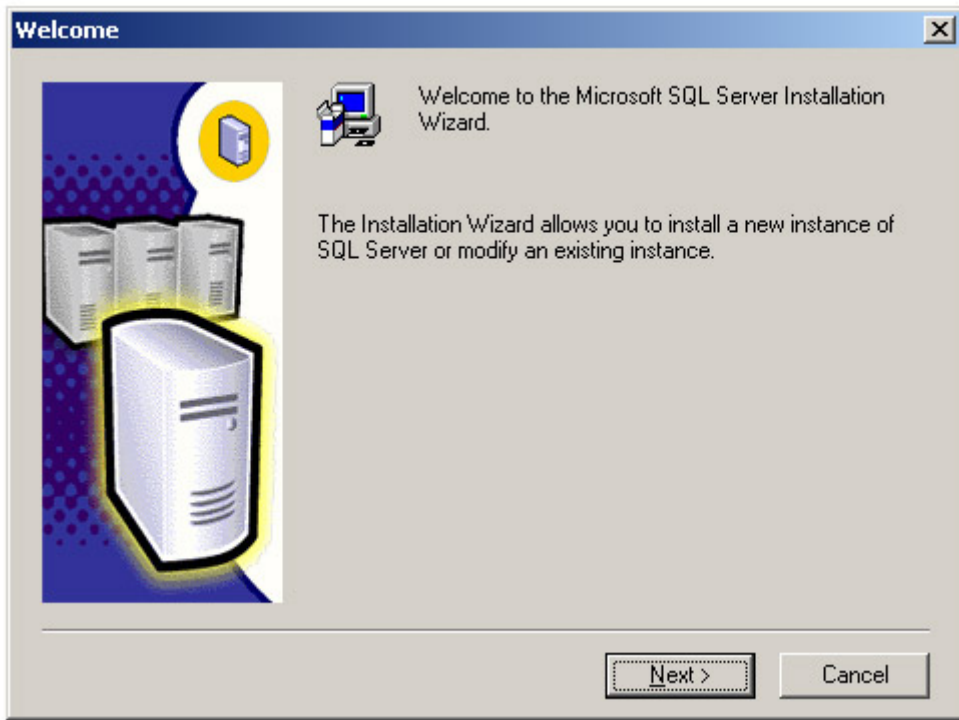 Welcome
Welcome to the Microsoft SQL Server Installation
Wizard.
The Installation Wizard allows you to install a new instance of
SQL Server or modify an existing instance.
Next >
Cancel